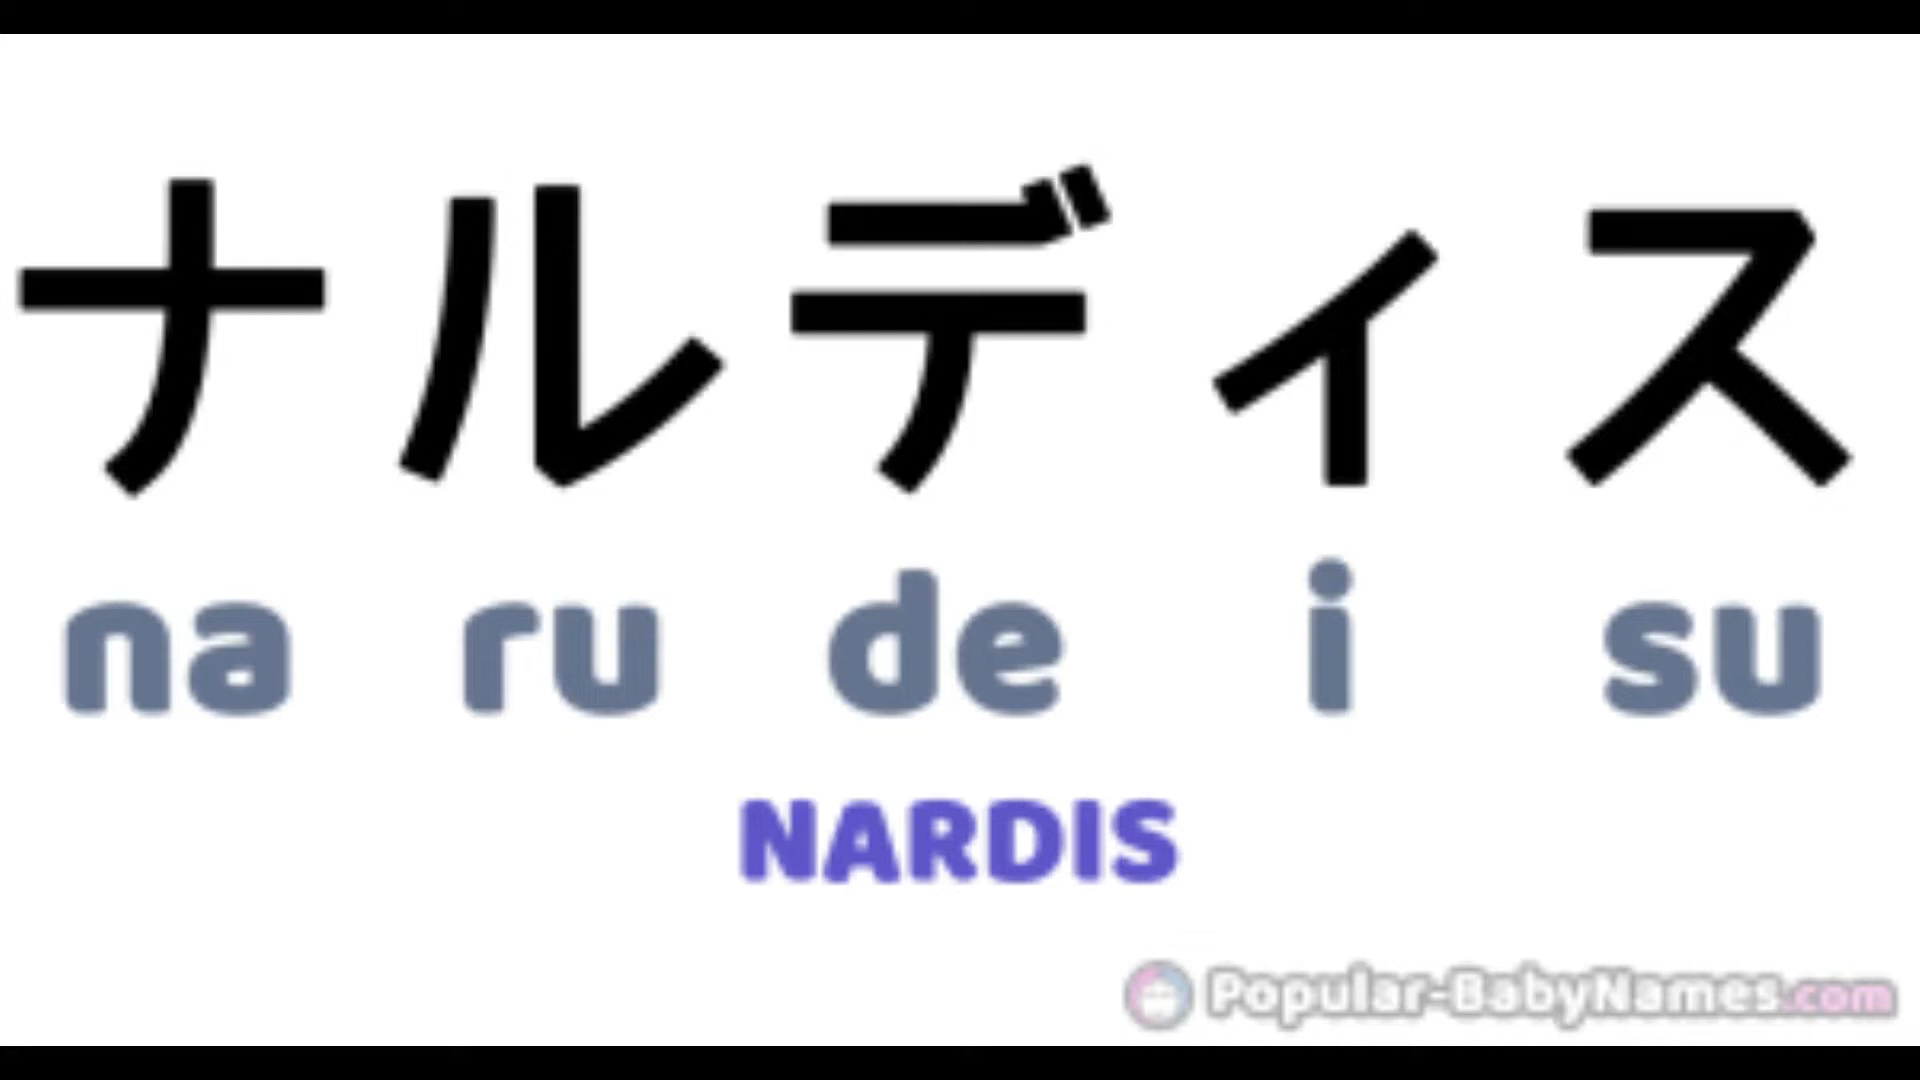 ナルディス
na ru de i su
NARDIS
Popular-BabyNames.com